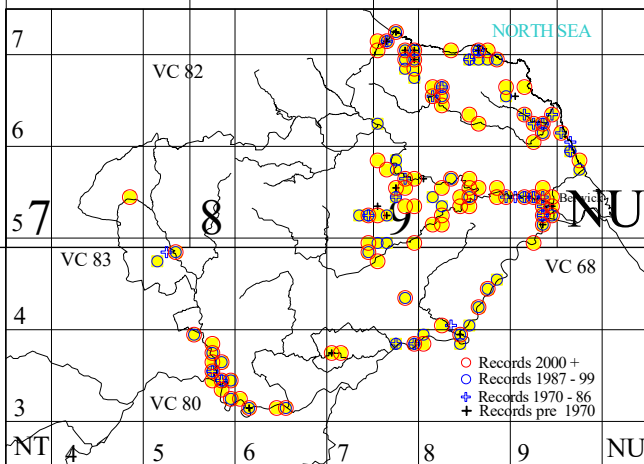 7
NORTH SEA
VC 82
6
Berwick
7 8 9 NU
5
VC 83
VC 68
4
Records 2000 +
Records 1987 - 99
Records 1970 - 86
Records pre 1970
VC 80
3
NT 4 5 6 7 8 9 NU